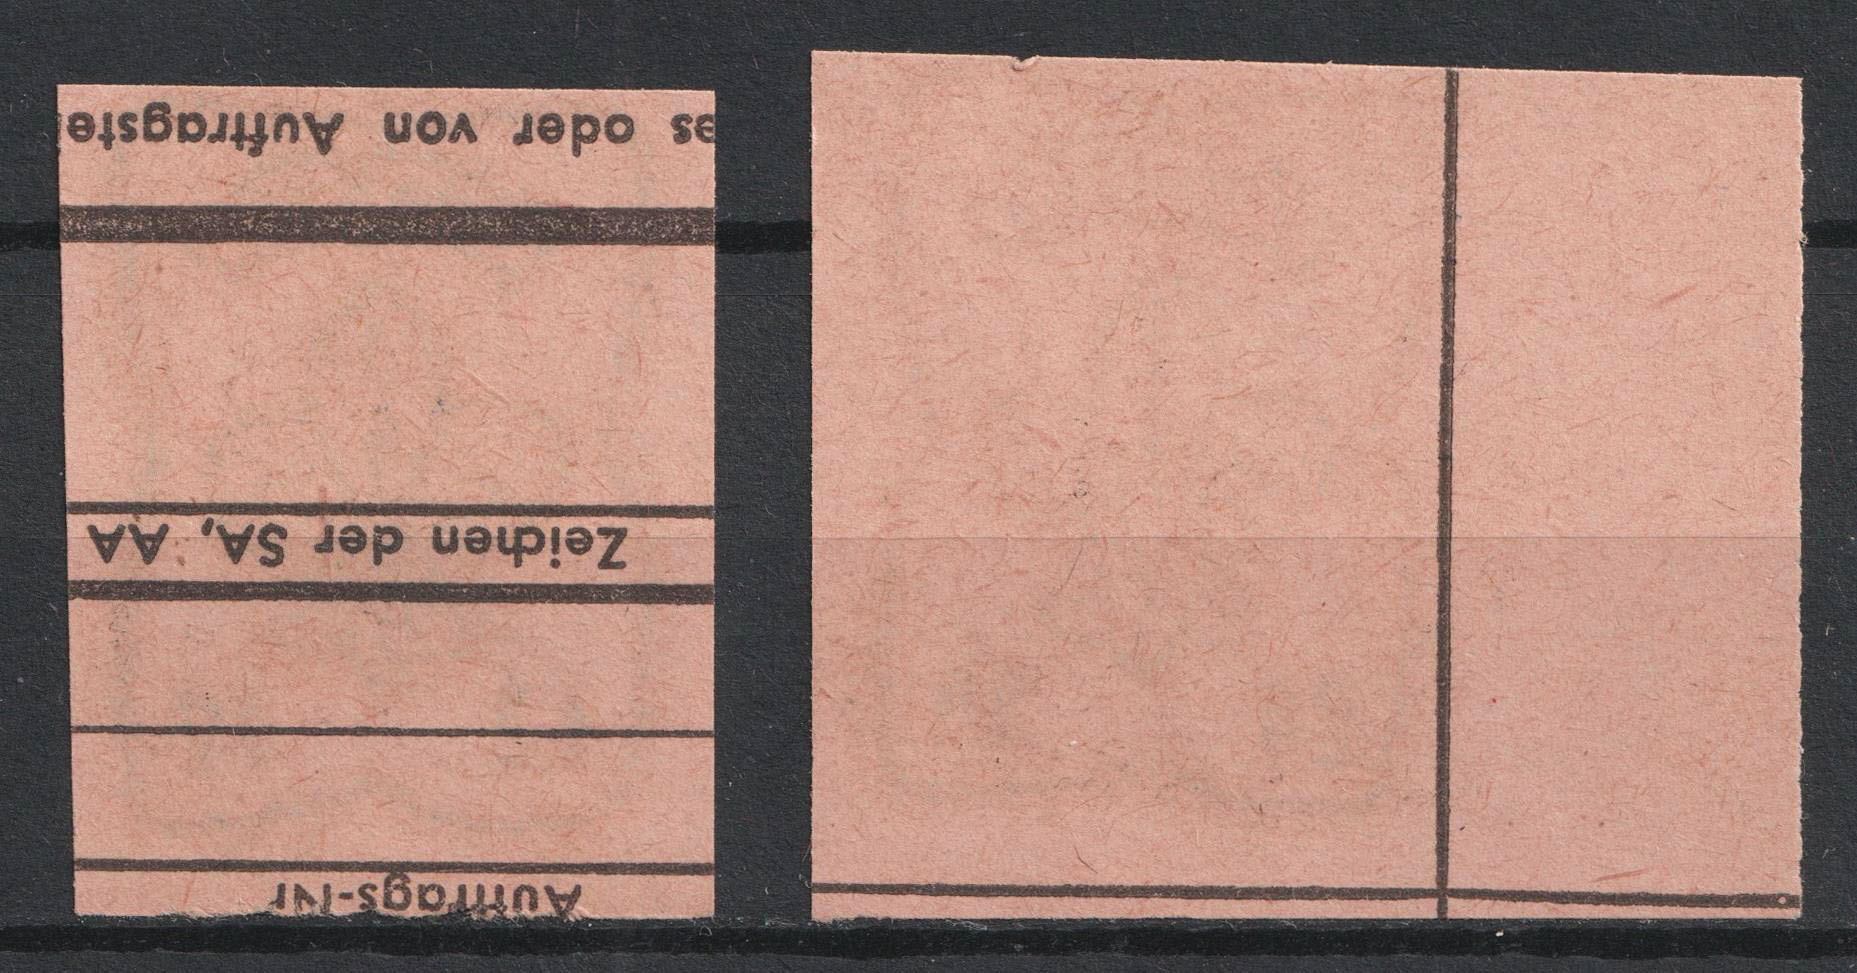 Auftrags-Nr
Zeichen der SA, AA
es oder von Auftragste